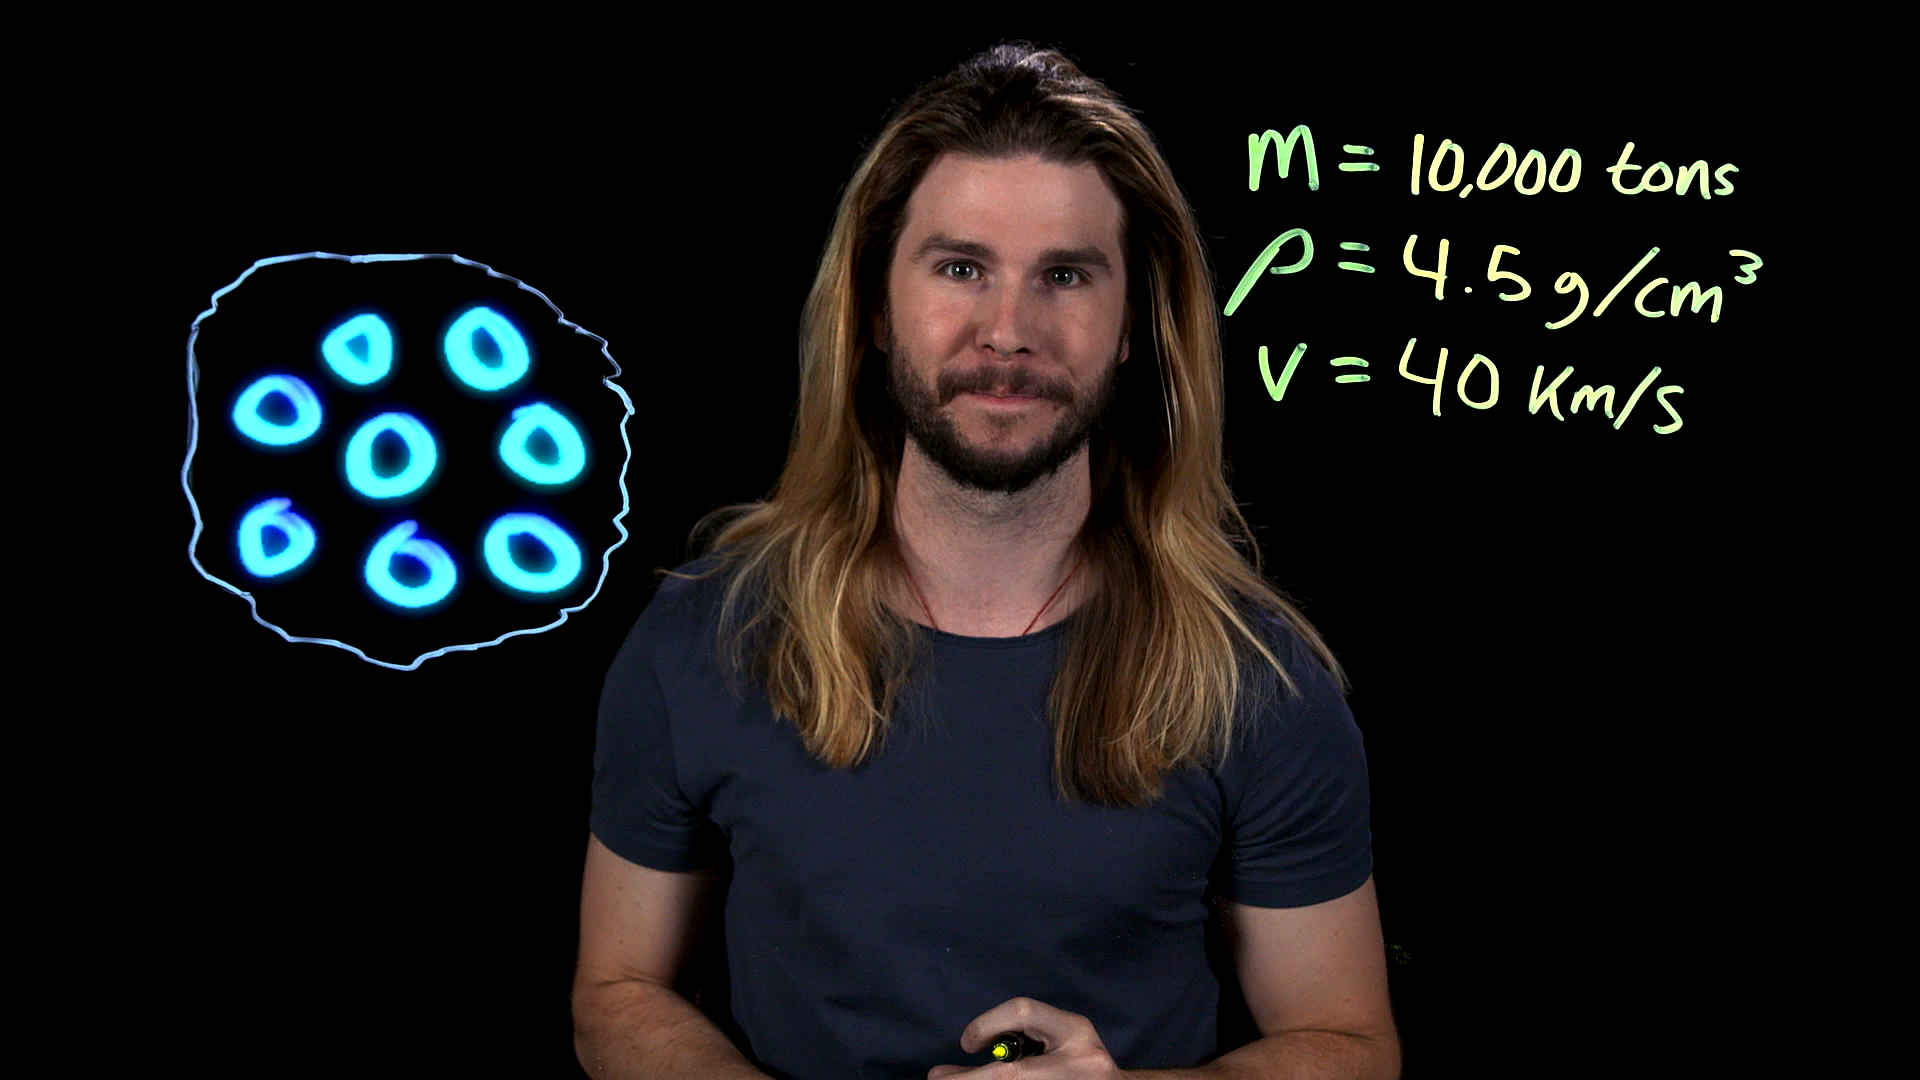 m = 10,000 tons
ρ = 4.5 g/cm³
v = 40 Km/s